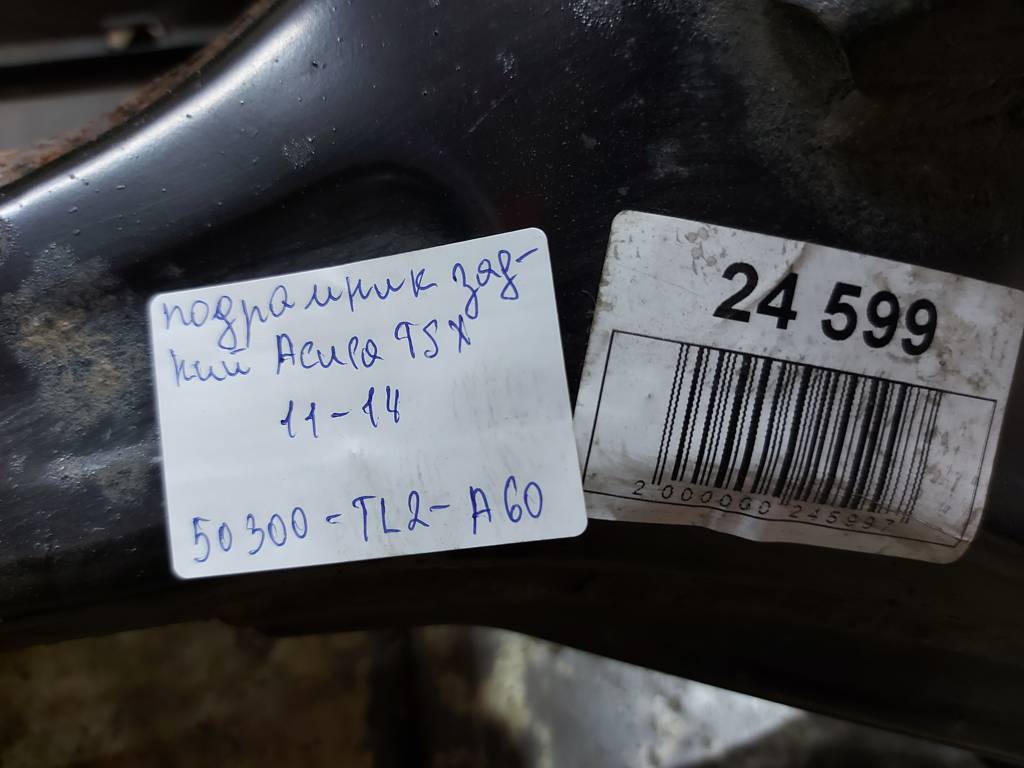 подрамник зад-
ний Acura TSX
11-14
50300-TL2-A60
24 599
2 000000 245997